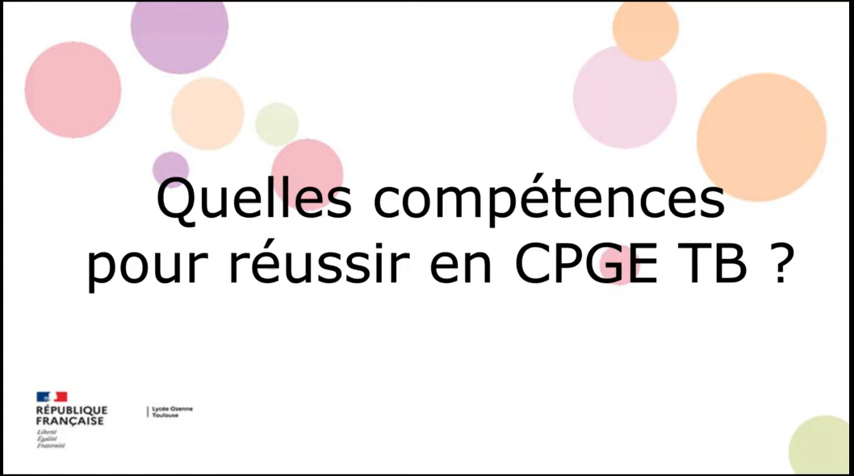 Quelles compétences
pour réussir en CPGE TB ?
RÉPUBLIQUE
FRANÇAISE
Liberté
Égalité
Fraternité
Lycée Ozenne
Toulouse